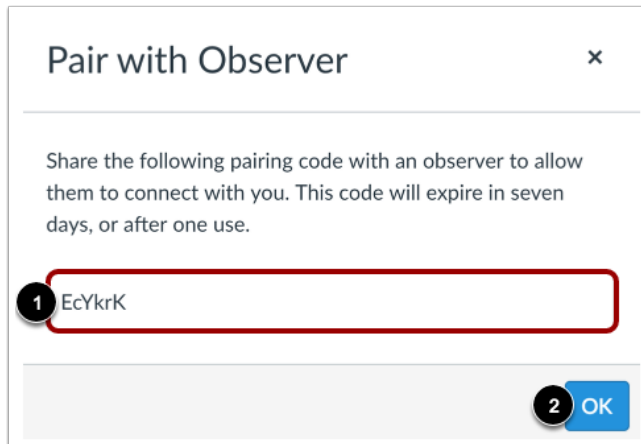 Pair with Observer ×
Share the following pairing code with an observer to allow
them to connect with you. This code will expire in seven
days, or after one use.
1 EcYkrK
2 OK